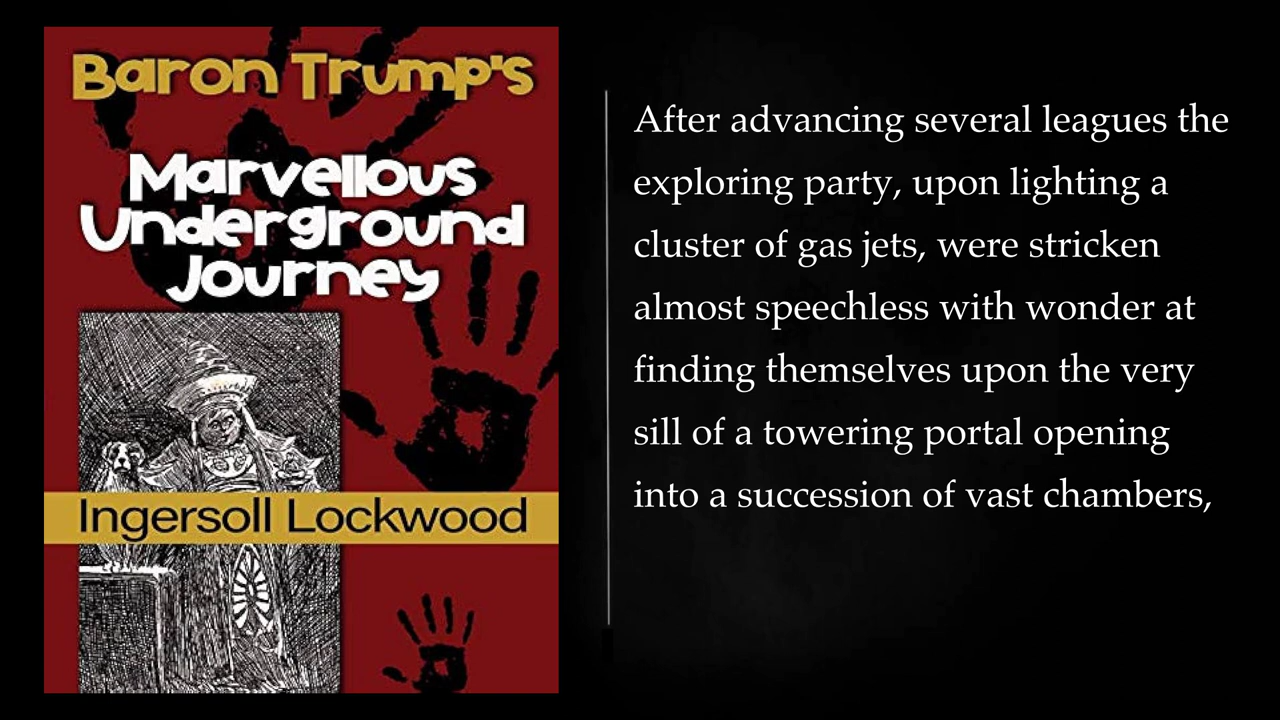 Baron Trump's
Marvellous
Underground
Journey
Ingersoll Lockwood
After advancing several leagues the
exploring party, upon lighting a
cluster of gas jets, were stricken
almost speechless with wonder at
finding themselves upon the very
sill of a towering portal opening
into a succession of vast chambers,